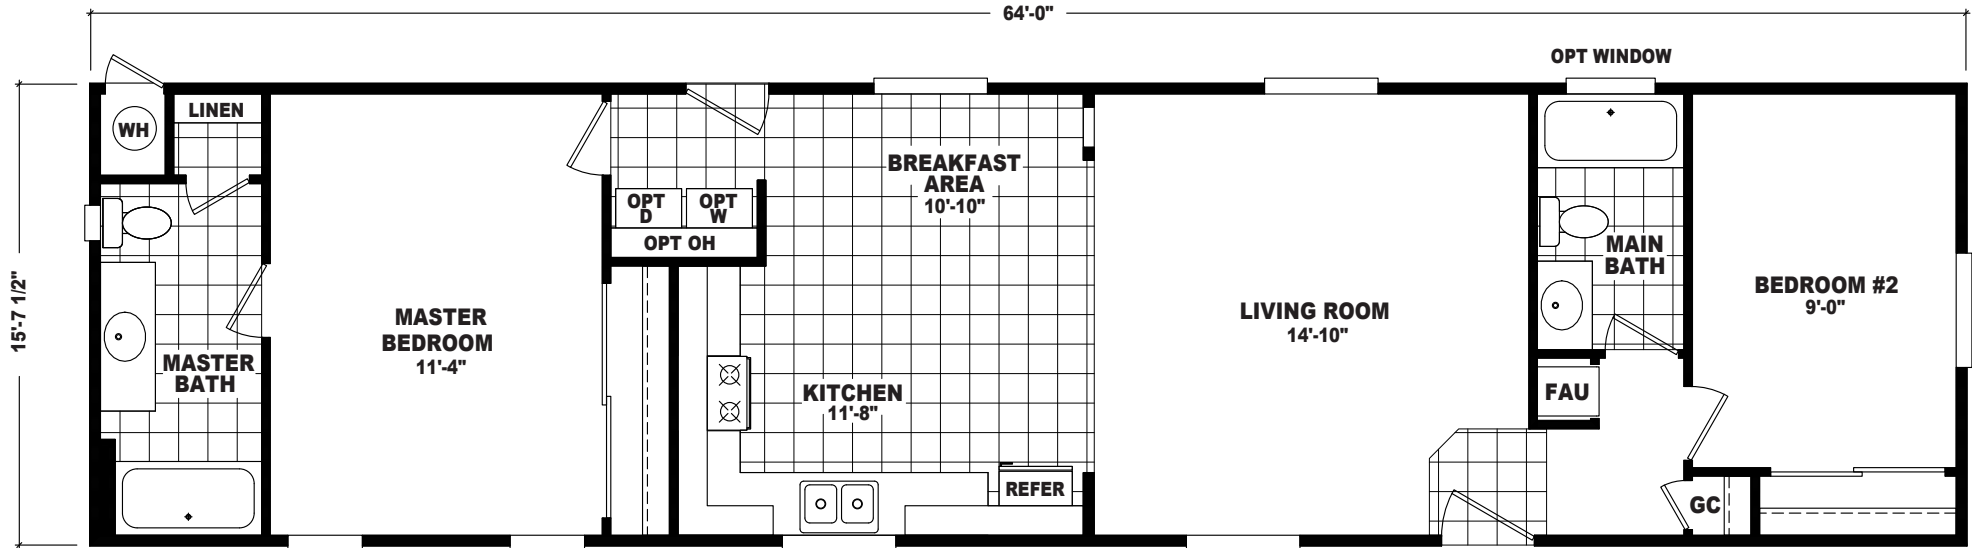 64'-0"
OPT WINDOW
15'-7 1/2"
WH
LINEN
MASTER
BATH
MASTER
BEDROOM
11'-4"
OPT
D
OPT
W
OPT OH
BREAKFAST
AREA
10'-10"
KITCHEN
11'-8"
REFER
LIVING ROOM
14'-10"
MAIN
BATH
FAU
BEDROOM #2
9'-0"
GC